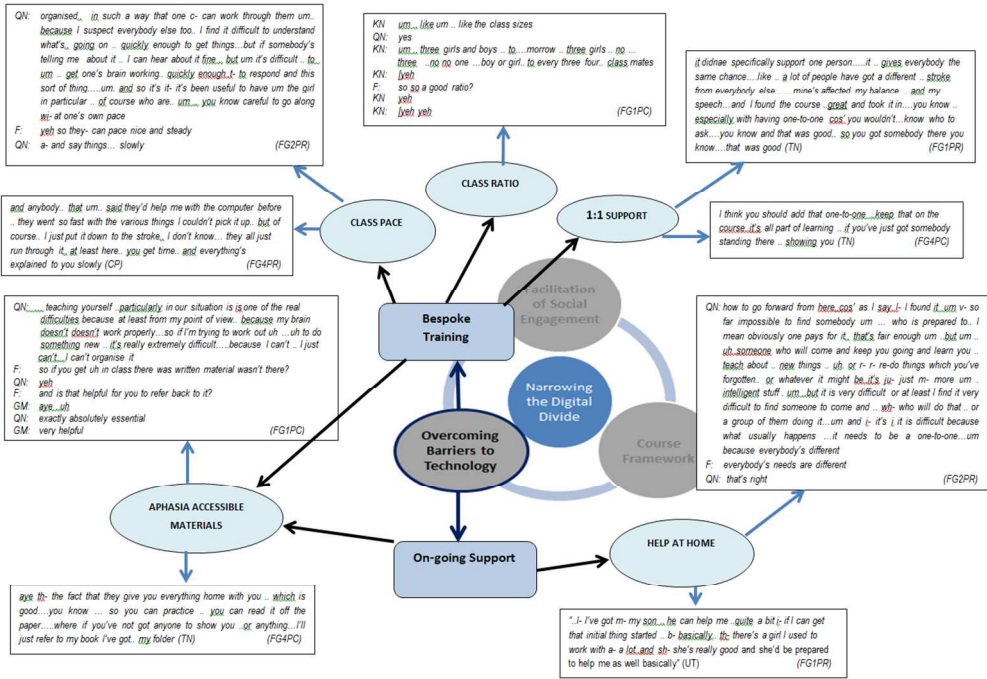 QN: organised.. in such a way that one c- can work through them um..
because I suspect everybody else too.. I find it difficult to understand
what's.. going on .. quickly enough to get things…but if somebody's
telling me about it .. I can hear about it fine .. but um it's difficult .. to
um .. get one's brain working.. quickly enough..t- to respond and this
sort of thing…..um. and so it's it- it's been useful to have um the girl
in particular .. of course who are.. um … you know careful to go along
wi- at one's own pace
F: yeh so they- can pace nice and steady
QN: a- and say things… slowly (FG2PR)
KN um .. like um .. like the class sizes
QN: yes
KN: um .. three girls and boys .. to….morrow .. three girls .. no …
three ..no no one …boy or girl.. to every three four.. class mates
KN: [yeh
F: so so a good ratio?
KN yeh
KN: [yeh yeh (FG1PC)
it didnae specifically support one person…..it .. gives everybody the
same chance….like .. a lot of people have got a different .. stroke
from everybody else ….mine's affected my balance .. and my
speech…and I found the course ..great and took it in….you know ..
especially with having one-to-one cos' you wouldn't…know who to
ask….you know and that was good.. so you got somebody there you
know….that was good (TN) (FG1PR)
CLASS PACE
CLASS RATIO
1:1 SUPPORT
and anybody.. that um.. said they'd help me with the computer before
.. they went so fast with the various things I couldn't pick it up.. but of
course.. I just put it down to the stroke.. I don't know… they all just
run through it.. at least here.. you get time.. and everything's
explained to you slowly (CP) (FG4PR)
I think you should add that one-to-one ..keep that on the
course..it's all part of learning .. if you've just got somebody
standing there .. showing you (TN) (FG4PC)
Facilitation
of Social
Engagement
Bespoke
Training
Narrowing
the Digital
Divide
Overcoming
Barriers to
Technology
Course
Framework
QN: …. teaching yourself ..particularly in our situation is is one of the real
difficulties because at least from my point of view.. because my brain
doesn't doesn't work properly…so if I'm trying to work out uh …uh to do
something new .. it's really extremely difficult…..because I can't .. I just
can't…I can't organise it
F: so if you get uh in class there was written material wasn't there?
QN: yeh
F: and is that helpful for you to refer back to it?
GM: aye ..uh
QN: exactly absolutely essential
GM: very helpful (FG1PC)
QN: how to go forward from here..cos' as I say..I- I found it um v- so
far impossible to find somebody um … who is prepared to.. I
mean obviously one pays for it.. that's fair enough um ..but um ..
uh..someone who will come and keep you going and learn you ..
teach about .. new things .. uh. or r- r- re-do things which you've
forgotten.. or whatever it might be..it's ju- just m- more um .
intelligent stuff . um ..but it is very difficult or at least I find it very
difficult to find someone to come and .. wh- who will do that .. or
a group of them doing it…um and i- it's i it is difficult because
what usually happens …it needs to be a one-to-one…um
because everybody's different
F: everybody's needs are different
QN: that's right (FG2PR)
APHASIA ACCESSIBLE
MATERIALS
On-going Support
HELP AT HOME
aye th- the fact that they give you everything home with you .. which is
good….you know … so you can practice .. you can read it off the
paper…..where if you've not got anyone to show you ..or anything…I'll
just refer to my book I've got.. my folder (TN) (FG4PC)
"..I- I've got m- my son .. he can help me ..quite a bit i- if I can get
that initial thing started .. b- basically.. th- there's a girl I used to
work with a- a lot..and sh- she's really good and she'd be prepared
to help me as well basically" (UT) (FG1PR)